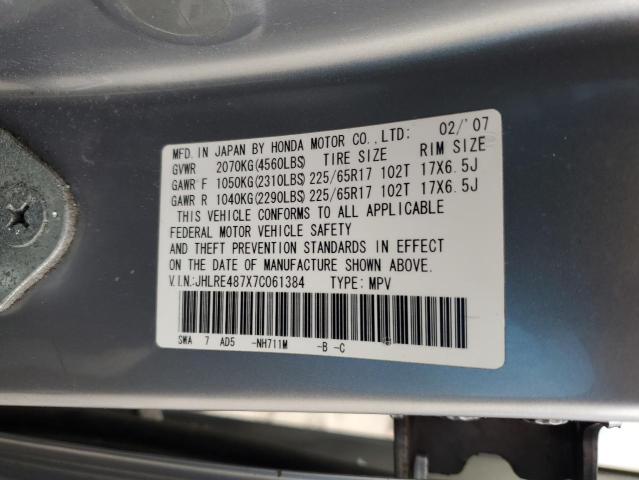 MFD. IN JAPAN BY HONDA MOTOR CO.,LTD: 02/'07
GVWR 2070KG(4560LBS) TIRE SIZE RIM SIZE
GAWR F 1050KG(2310LBS) 225/65R17 102T 17X6.5J
GAWR R 1040KG(2290LBS) 225/65R17 102T 17X6.5J
THIS VEHICLE CONFORMS TO ALL APPLICABLE
FEDERAL MOTOR VEHICLE SAFETY
AND THEFT PREVENTION STANDARDS IN EFFECT
ON THE DATE OF MANUFACTURE SHOWN ABOVE.
V.I.N.:JHLRE487X7C061384 TYPE: MPV
SWA 7 AD5 -NH711M -B -C